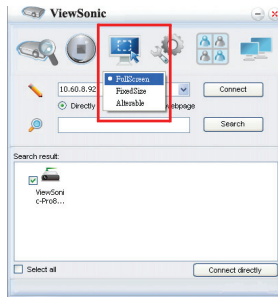 ViewSonic
FullScreen
FixedSize
Alterable
10.60.8.92
Connect
Directly
webpage
Search
Search result:
ViewSoni
c-Pro8...
Select all
Connect directly